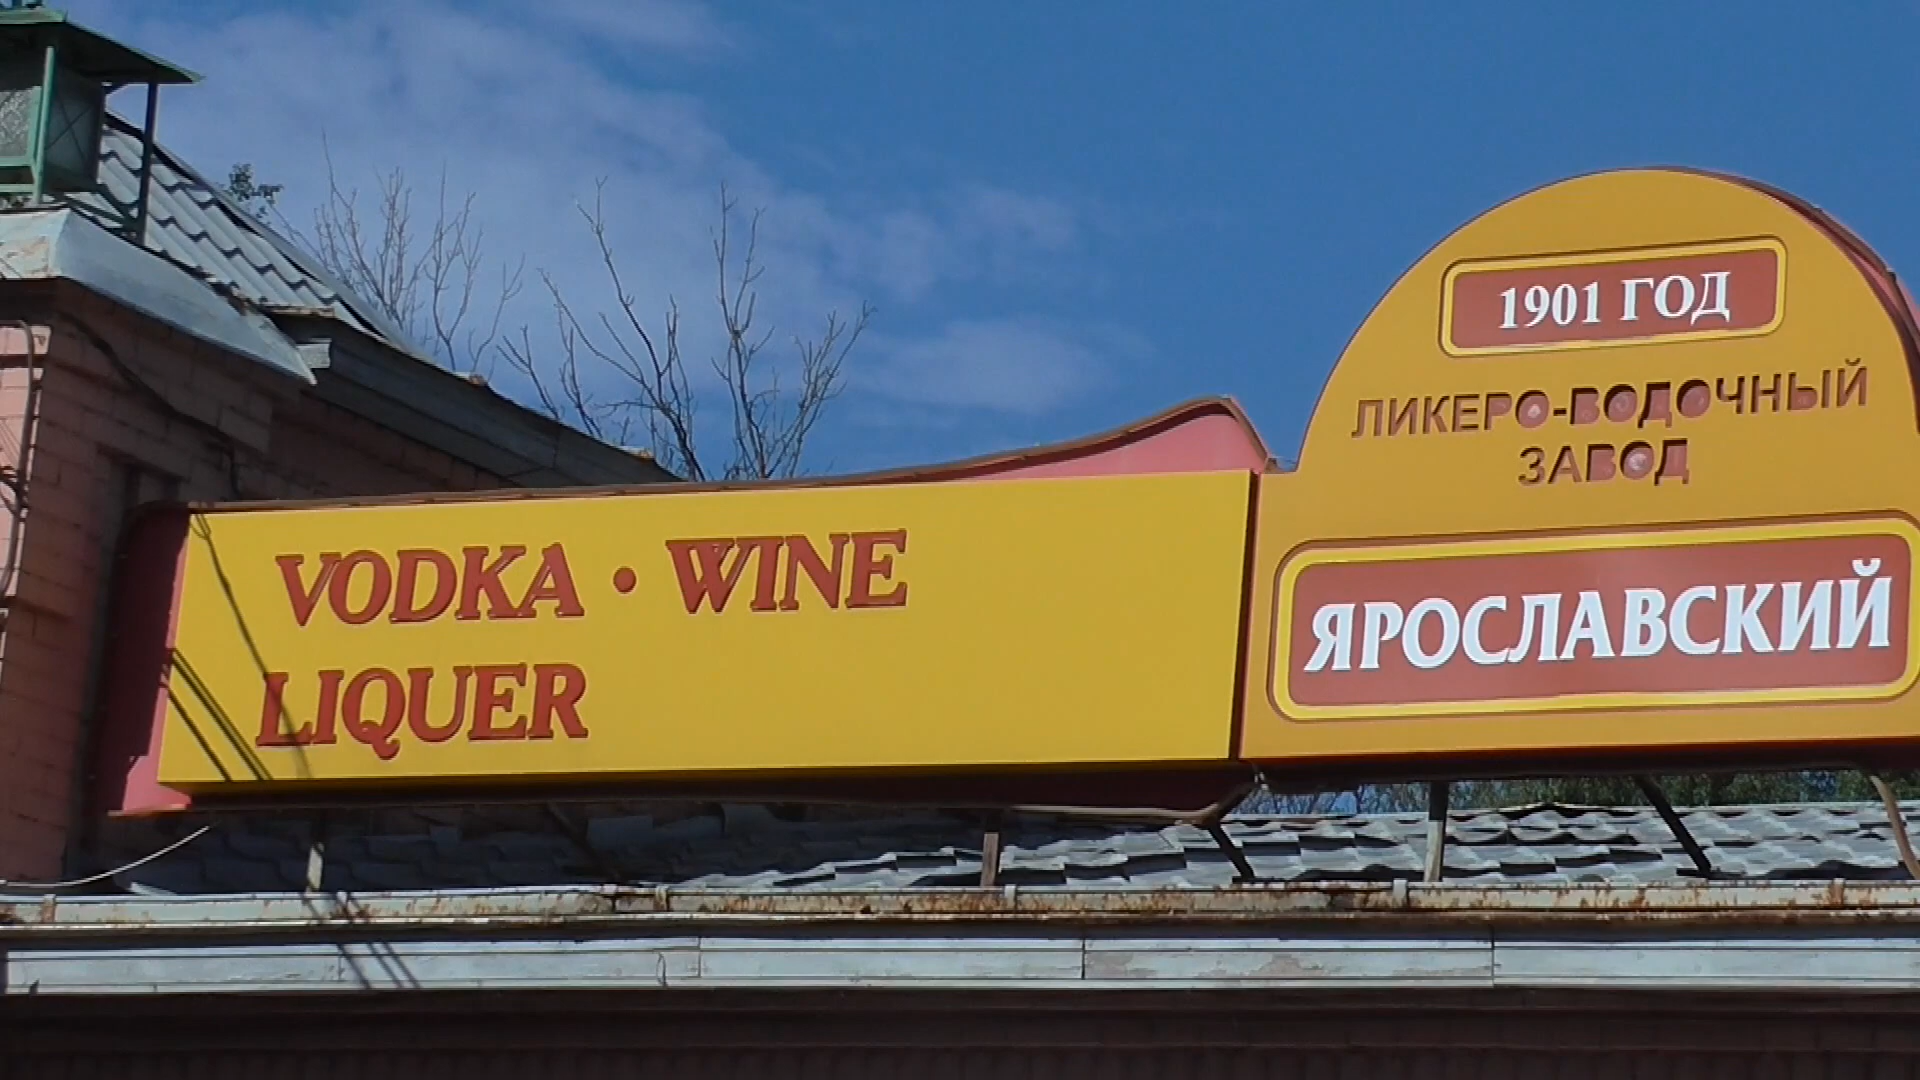 VODKA • WINE
LIQUER
1901 ГОД
ЛИКЕРО-ВОДОЧНЫЙ
ЗАВОД
ЯРОСЛАВСКИЙ